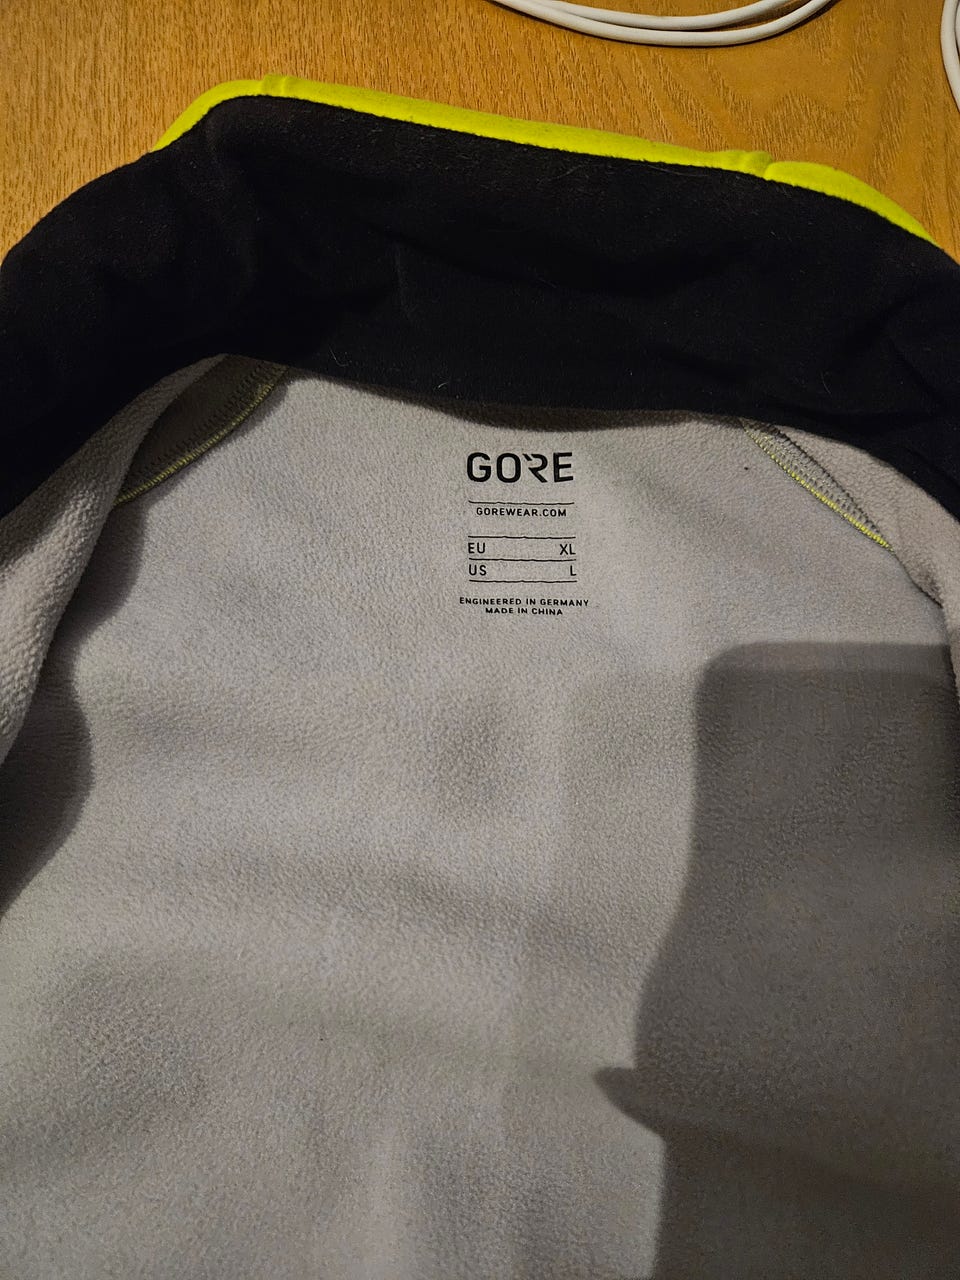 GORE
GOREWEAR.COM
EU XL
US L
ENGINEERED IN GERMANY
MADE IN CHINA